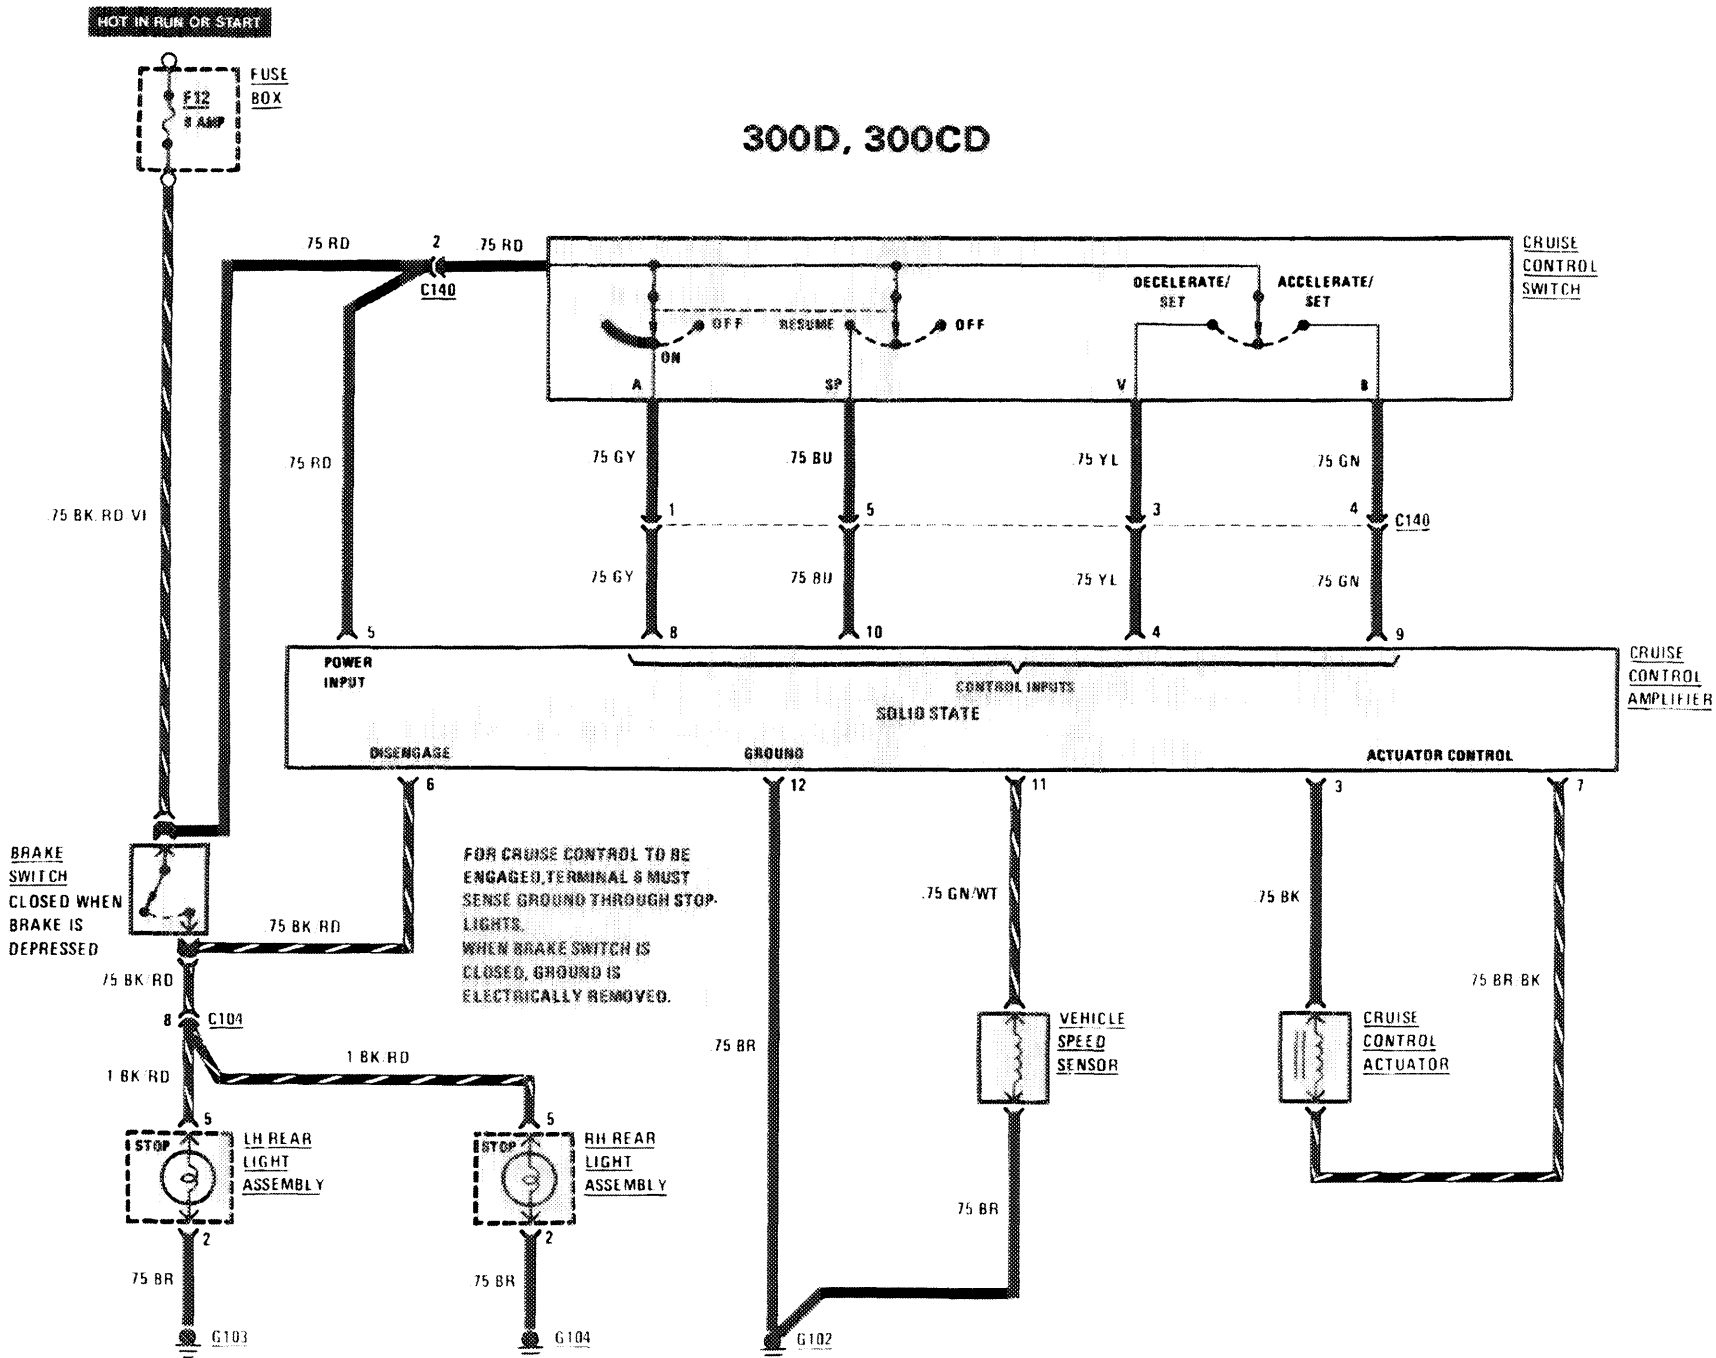 HOT IN RUN OR START
FUSE
BOX
F12
8 AMP
300D, 300CD
.75 RD
2
.75 RD
C140
CRUISE
CONTROL
SWITCH
DECELERATE/
SET
ACCELERATE/
SET
OFF
RESUME
OFF
ON
A
SP
V
B
.75 RD
75 GY
.75 BU
.75 YL
.75 GN
.75 BK RD VI
1
5
3
4
C140
75 GY
75 BU
.75 YL
.75 GN
5
8
10
4
9
POWER
INPUT
CONTROL INPUTS
SOLID STATE
CRUISE
CONTROL
AMPLIFIER
DISENGAGE
GROUND
ACTUATOR CONTROL
6
12
11
3
7
BRAKE
SWITCH
CLOSED WHEN
BRAKE IS
DEPRESSED
FOR CRUISE CONTROL TO BE
ENGAGED, TERMINAL 6 MUST
SENSE GROUND THROUGH STOP-
LIGHTS.
WHEN BRAKE SWITCH IS
CLOSED, GROUND IS
ELECTRICALLY REMOVED.
.75 GN/WT
.75 BK
.75 BK RD
75 BK/RD
75 BR BK
8
C104
VEHICLE
SPEED
SENSOR
CRUISE
CONTROL
ACTUATOR
.75 BR
1 BK/RD
1 BK/RD
5
5
STOP
LH REAR
LIGHT
ASSEMBLY
STOP
RH REAR
LIGHT
ASSEMBLY
75 BR
2
2
.75 BR
.75 BR
G103
G104
G102